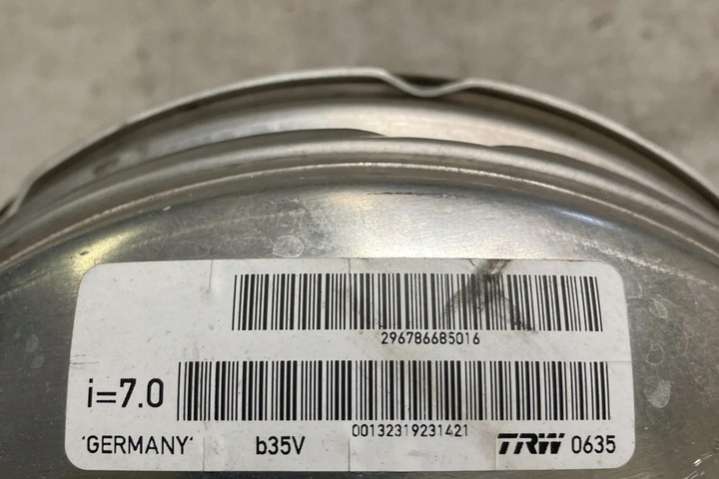 296786685016
i=7.0
00132319231421
'GERMANY' b35V TRW 0635